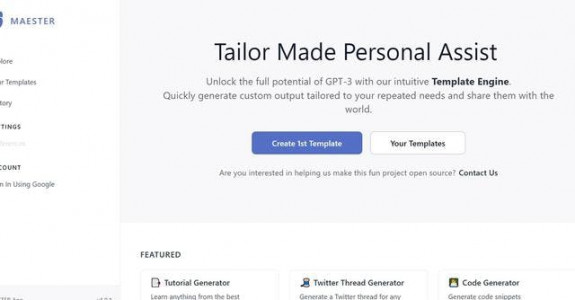 MAESTER
Templates
TTINGS
COUNT
In Using Google
Tailor Made Personal Assist
Unlock the full potential of GPT-3 with our intuitive Template Engine.
Quickly generate custom output tailored to your repeated needs and share them with the
world.
Create 1st Template
Your Templates
Are you interested in helping us make this fun project open source? Contact Us
FEATURED
Tutorial Generator
Twitter Thread Generator
Code Generator
Learn anything from the best
Generate a Twitter thread for any
Generate code snippets